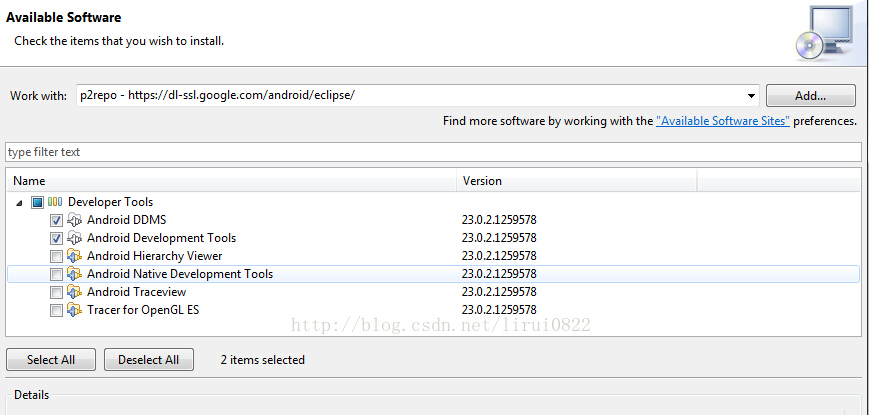 Available Software
Check the items that you wish to install.
Work with: p2repo - https://dl-ssl.google.com/android/eclipse/ Add...
Find more software by working with the "Available Software Sites" preferences.
type filter text
Name Version
Developer Tools
Android DDMS 23.0.2.1259578
Android Development Tools 23.0.2.1259578
Android Hierarchy Viewer 23.0.2.1259578
Android Native Development Tools 23.0.2.1259578
Android Traceview 23.0.2.1259578
Tracer for OpenGL ES 23.0.2.1259578
http://blog.csdn.net/lirui0822
Select All Deselect All 2 items selected
Details